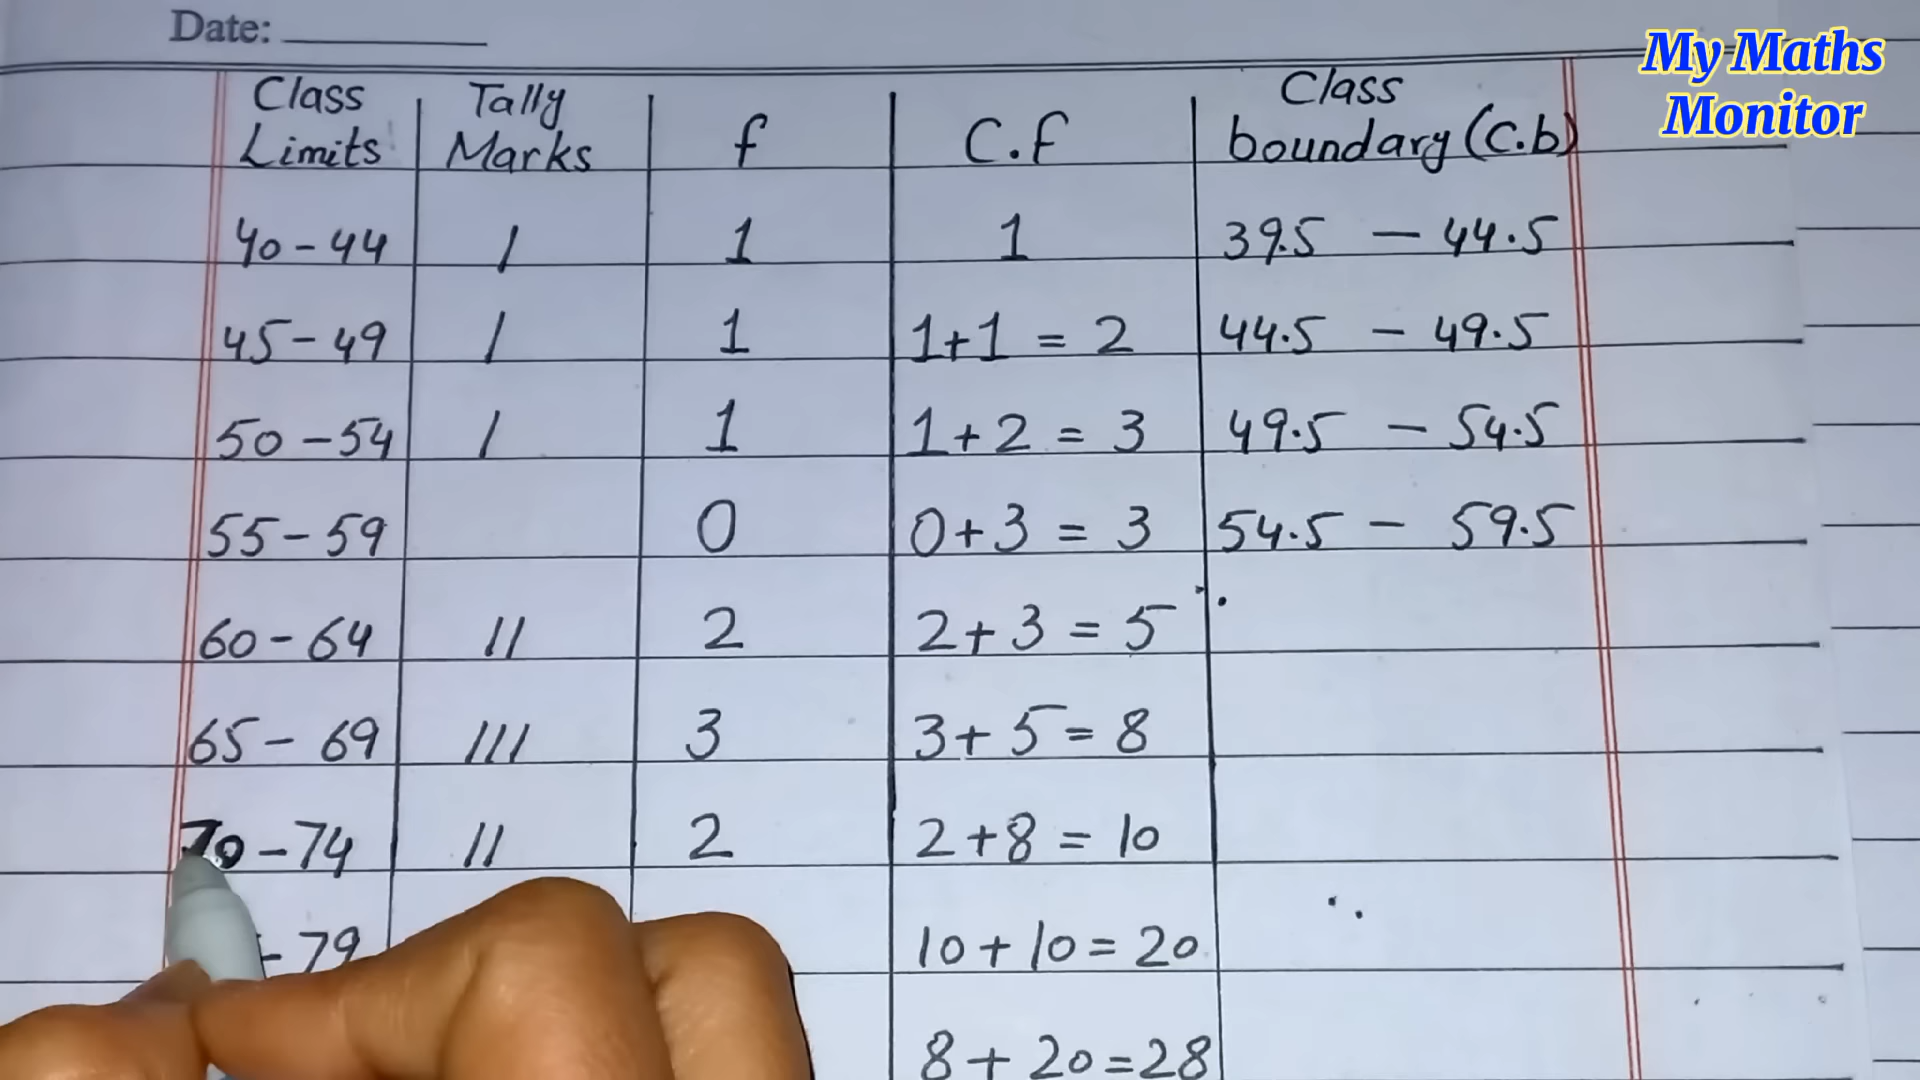 Date:
My Maths
Monitor
Class Limits Tally Marks f C.f Class boundary (C.b)
40 - 44 / 1 1 39.5 - 44.5
45 - 49 / 1 1+1 = 2 44.5 - 49.5
50 - 54 / 1 1+2 = 3 49.5 - 54.5
55 - 59 0 0+3 = 3 54.5 - 59.5
60 - 64 // 2 2+3 = 5
65 - 69 /// 3 3+5 = 8
70 - 74 // 2 2+8 = 10
- 79 10+10 = 20
8 + 20 = 28